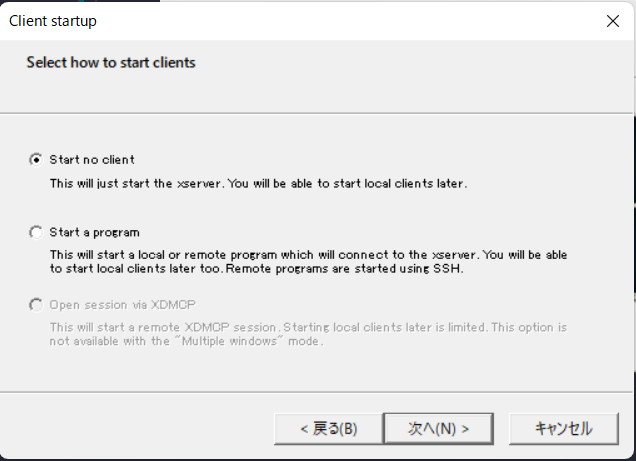 Client startup
Select how to start clients
Start no client
This will just start the xserver. You will be able to start local clients later.
Start a program
This will start a local or remote program which will connect to the xserver. You will be able
to start local clients later too. Remote programs are started using SSH.
Open session via XDMCP
This will start a remote XDMCP session. Starting local clients later is limited. This option is
not available with the "Multiple windows" mode.
< 戻る(B)
次へ(N) >
キャンセル